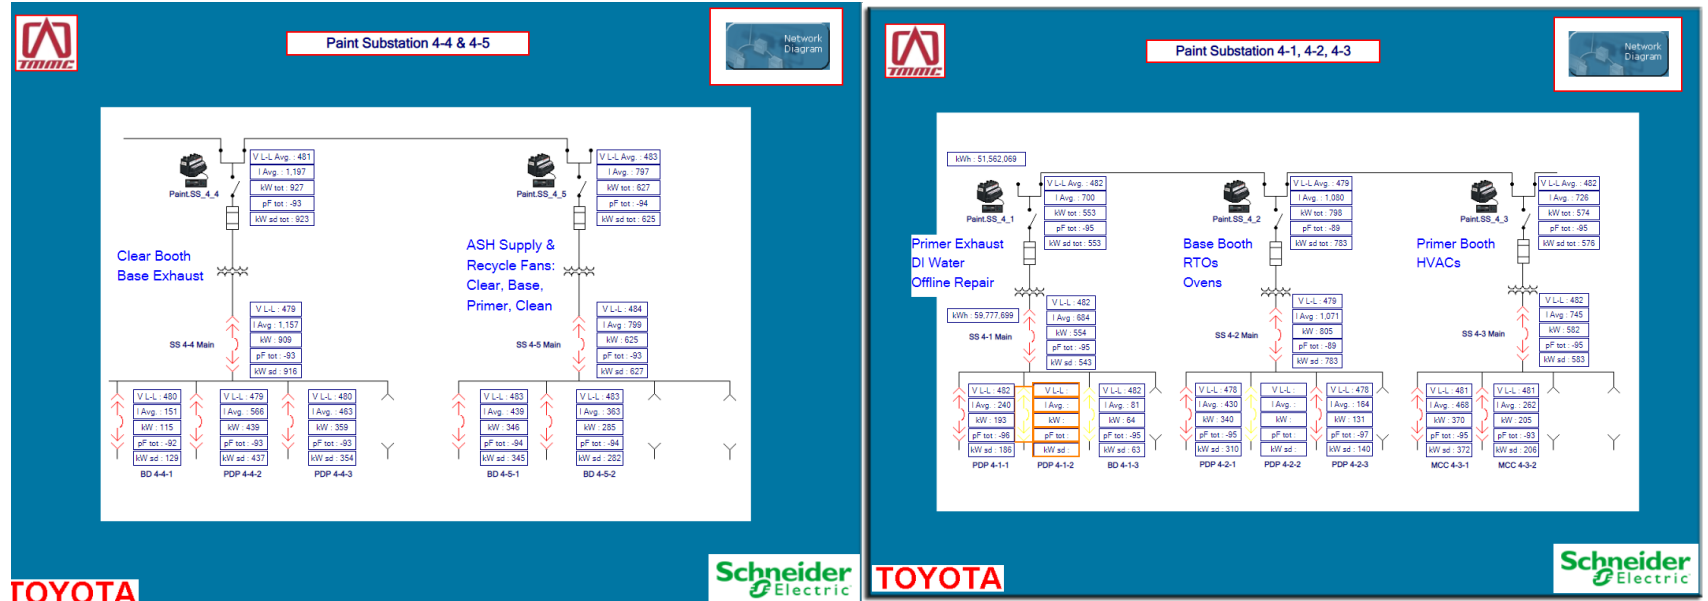 TMMC
Paint Substation 4-4 & 4-5
Network
Diagram
V L-L Avg. : 481
I Avg. : 1,197
kW tot : 927
pF tot : -93
kW sd tot : 923
Paint.SS_4_4
V L-L Avg. : 483
I Avg. : 797
kW tot : 627
pF tot : -94
kW sd tot : 625
Paint.SS_4_5
Clear Booth
Base Exhaust
ASH Supply &
Recycle Fans:
Clear, Base,
Primer, Clean
V L-L : 479
I Avg : 1,157
kW : 909
pF tot : -93
kW sd : 916
SS 4-4 Main
V L-L : 484
I Avg : 799
kW : 625
pF tot : -93
kW sd : 627
SS 4-5 Main
V L-L : 480
I Avg. : 151
kW : 115
pF tot : -92
kW sd : 129
BD 4-4-1
V L-L : 479
I Avg. : 566
kW : 439
pF tot : -93
kW sd : 437
PDP 4-4-2
V L-L : 480
I Avg. : 463
kW : 359
pF tot : -93
kW sd : 354
PDP 4-4-3
V L-L : 483
I Avg. : 439
kW : 346
pF tot : -94
kW sd : 345
BD 4-5-1
V L-L : 483
I Avg. : 363
kW : 285
pF tot : -94
kW sd : 282
BD 4-5-2
TOYOTA
Schneider
Electric
TMMC
Paint Substation 4-1, 4-2, 4-3
Network
Diagram
kWh : 51,562,069
V L-L Avg. : 482
I Avg. : 700
kW tot : 553
pF tot : -95
kW sd tot : 553
Paint.SS_4_1
V L-L Avg. : 479
I Avg. : 1,080
kW tot : 798
pF tot : -89
kW sd tot : 783
Paint.SS_4_2
V L-L Avg. : 482
I Avg. : 726
kW tot : 574
pF tot : -95
kW sd tot : 576
Paint.SS_4_3
Primer Exhaust
DI Water
Offline Repair
Base Booth
RTOs
Ovens
Primer Booth
HVACs
kWh : 59,777,699
V L-L : 482
I Avg : 684
kW : 554
pF tot : -95
kW sd : 543
SS 4-1 Main
V L-L : 479
I Avg : 1,071
kW : 805
pF tot : -89
kW sd : 783
SS 4-2 Main
V L-L : 482
I Avg : 745
kW : 582
pF tot : -95
kW sd : 583
SS 4-3 Main
V L-L : 482
I Avg. : 240
kW : 193
pF tot : -96
kW sd : 186
PDP 4-1-1
V L-L :
I Avg. :
kW :
pF tot :
kW sd :
PDP 4-1-2
V L-L : 482
I Avg. : 81
kW : 64
pF tot : -95
kW sd : 63
BD 4-1-3
V L-L : 478
I Avg. : 430
kW : 340
pF tot : -95
kW sd : 310
PDP 4-2-1
V L-L :
I Avg. :
kW :
pF tot :
kW sd :
PDP 4-2-2
V L-L : 478
I Avg. : 164
kW : 131
pF tot : -97
kW sd : 140
PDP 4-2-3
V L-L : 481
I Avg. : 468
kW : 370
pF tot : -95
kW sd : 372
MCC 4-3-1
V L-L : 481
I Avg. : 262
kW : 205
pF tot : -93
kW sd : 206
MCC 4-3-2
TOYOTA
Schneider
Electric